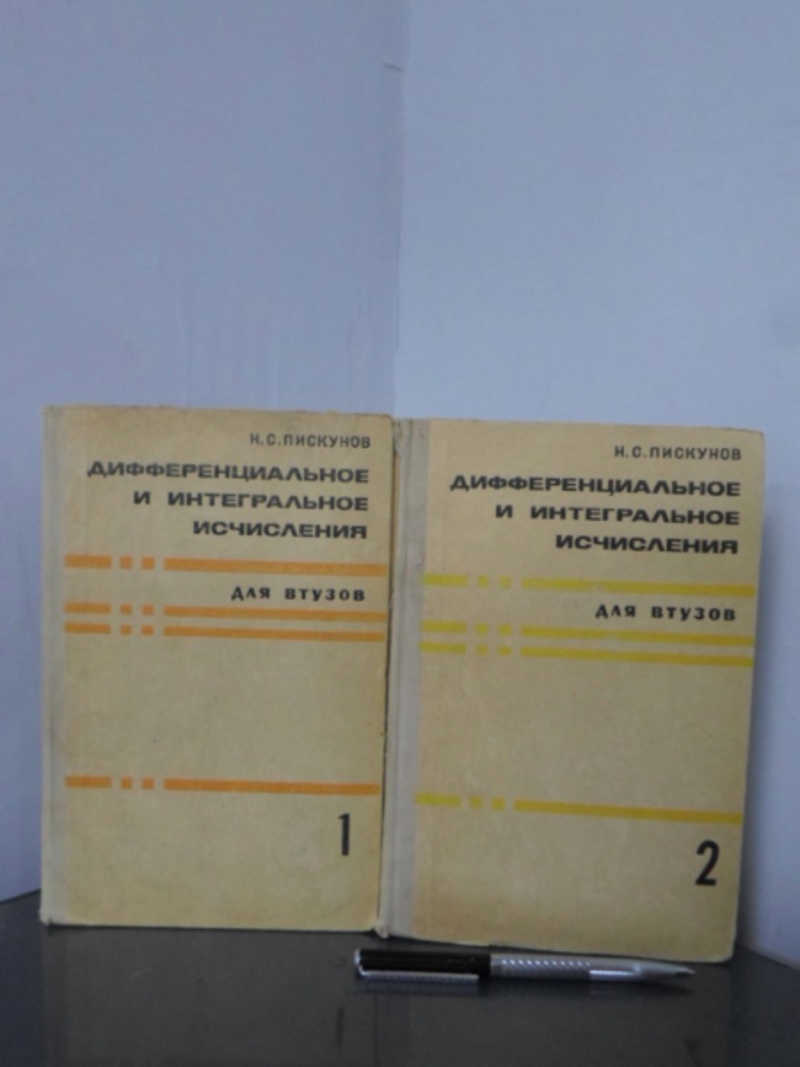 Н.С.ПИСКУНОВ
ДИФФЕРЕНЦИАЛЬНОЕ
И ИНТЕГРАЛЬНОЕ
ИСЧИСЛЕНИЯ
ДЛЯ ВТУЗОВ
1
Н.С.ПИСКУНОВ
ДИФФЕРЕНЦИАЛЬНОЕ
И ИНТЕГРАЛЬНОЕ
ИСЧИСЛЕНИЯ
ДЛЯ ВТУЗОВ
2